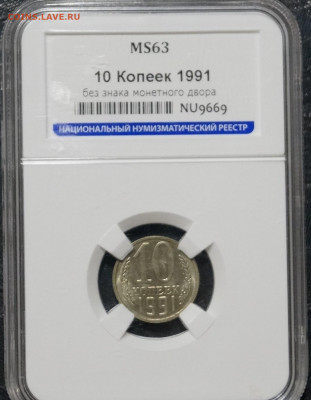 COINS.LAVE.RU
MS63
10 Копеек 1991
без знака монетного двора
NU9669
НАЦИОНАЛЬНЫЙ НУМИЗМАТИЧЕСКИЙ РЕЕСТР
10
КОПЕЕК
1991